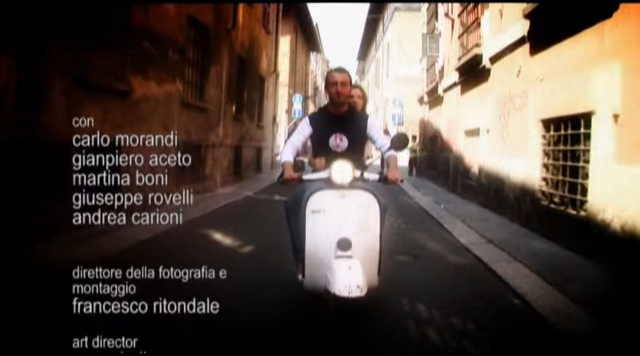 con
carlo morandi
gianpiero aceto
martina boni
giuseppe rovelli
andrea carioni
direttore della fotografia e
montaggio
francesco ritondale
art director